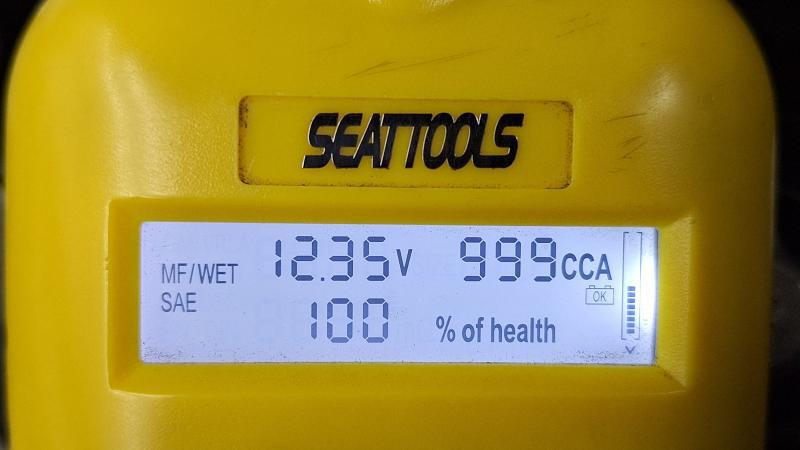 SEATTOOLS
MF/WET 12.35V 999CCA
SAE OK
100 % of health